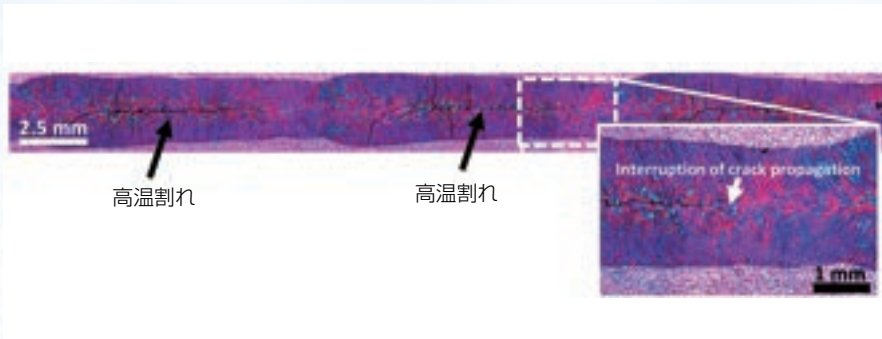 2.5 mm
高温割れ
高温割れ
Interruption of crack propagation
1 mm